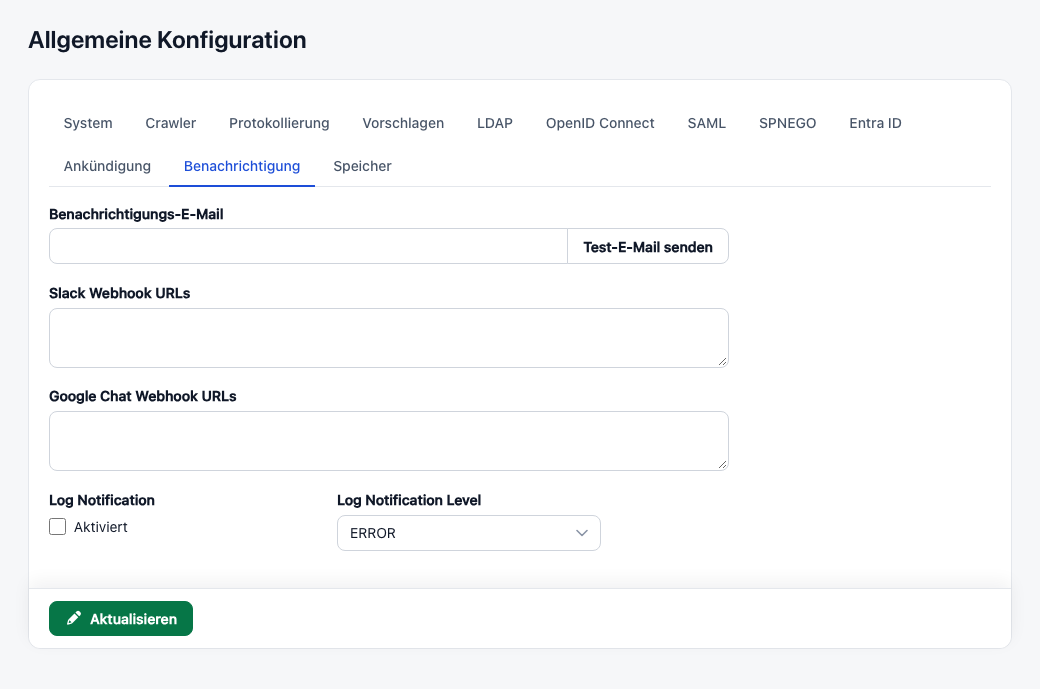 Allgemeine Konfiguration
System Crawler Protokollierung Vorschlagen LDAP OpenID Connect SAML SPNEGO Entra ID
Ankündigung Benachrichtigung Speicher
Benachrichtigungs-E-Mail
Test-E-Mail senden
Slack Webhook URLs
Google Chat Webhook URLs
Log Notification Log Notification Level
Aktiviert ERROR
Aktualisieren